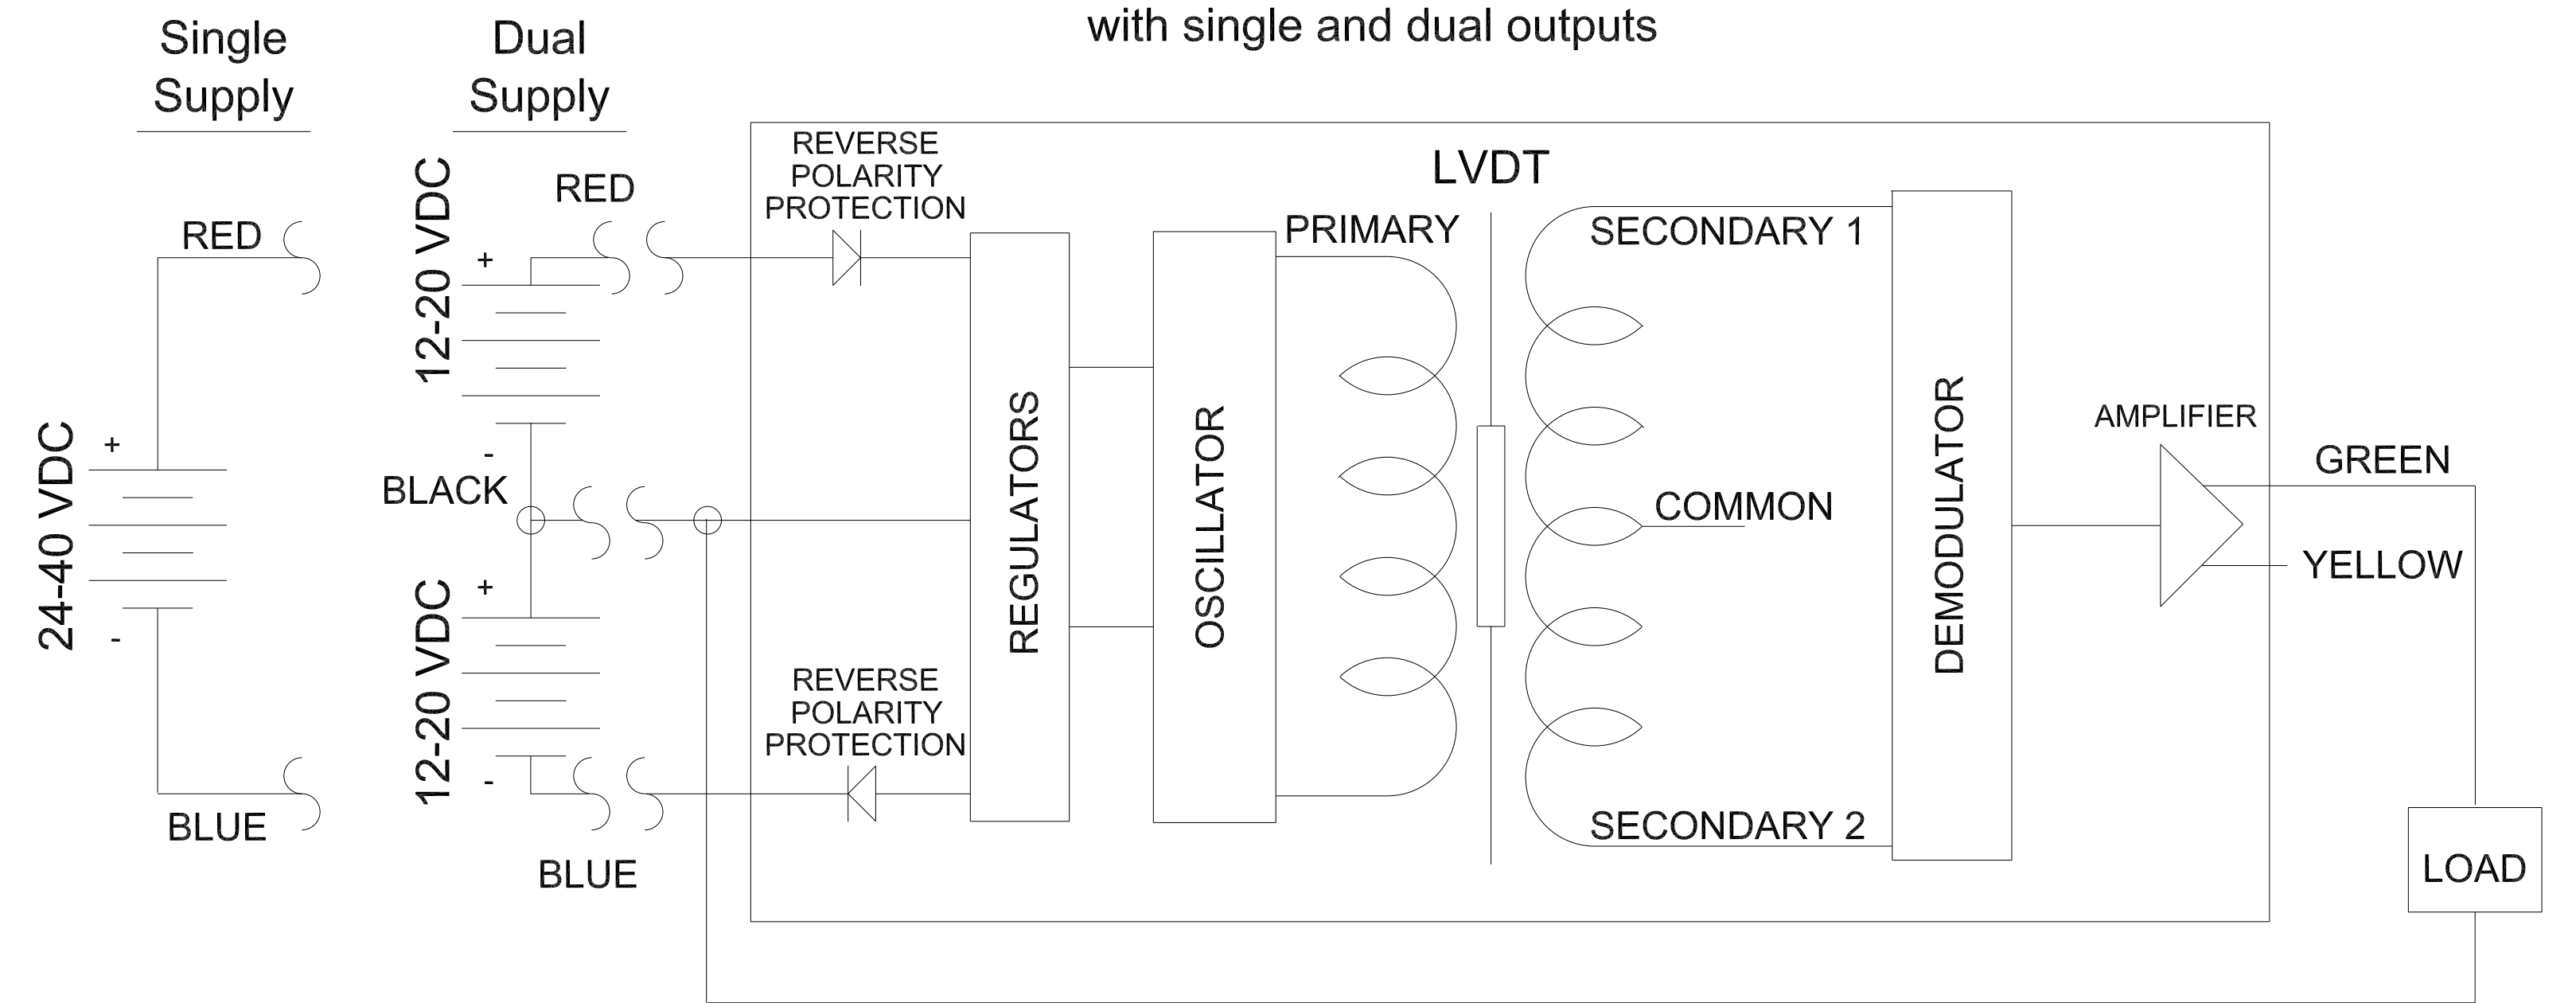 with single and dual outputs
Single
Supply
Dual
Supply
24-40 VDC
+
-
RED
BLUE
12-20 VDC
+
-
RED
BLACK
12-20 VDC
+
-
BLUE
REVERSE
POLARITY
PROTECTION
REVERSE
POLARITY
PROTECTION
REGULATORS
OSCILLATOR
LVDT
PRIMARY
SECONDARY 1
COMMON
SECONDARY 2
DEMODULATOR
AMPLIFIER
GREEN
YELLOW
LOAD